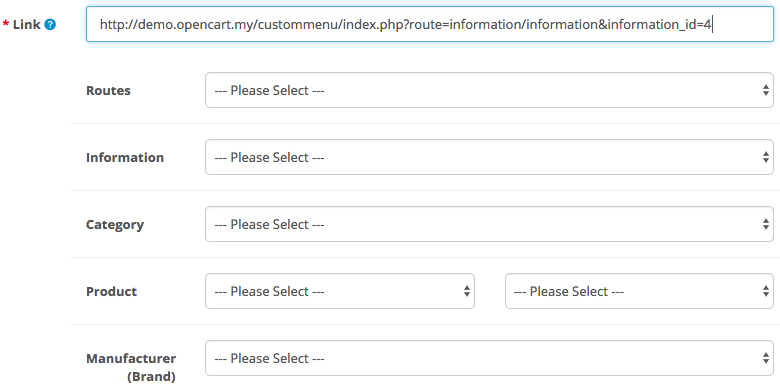 * Link ? http://demo.opencart.my/custommenu/index.php?route=information/information&information_id=4
Routes --- Please Select ---
Information --- Please Select ---
Category --- Please Select ---
Product --- Please Select --- --- Please Select ---
Manufacturer --- Please Select ---
(Brand)